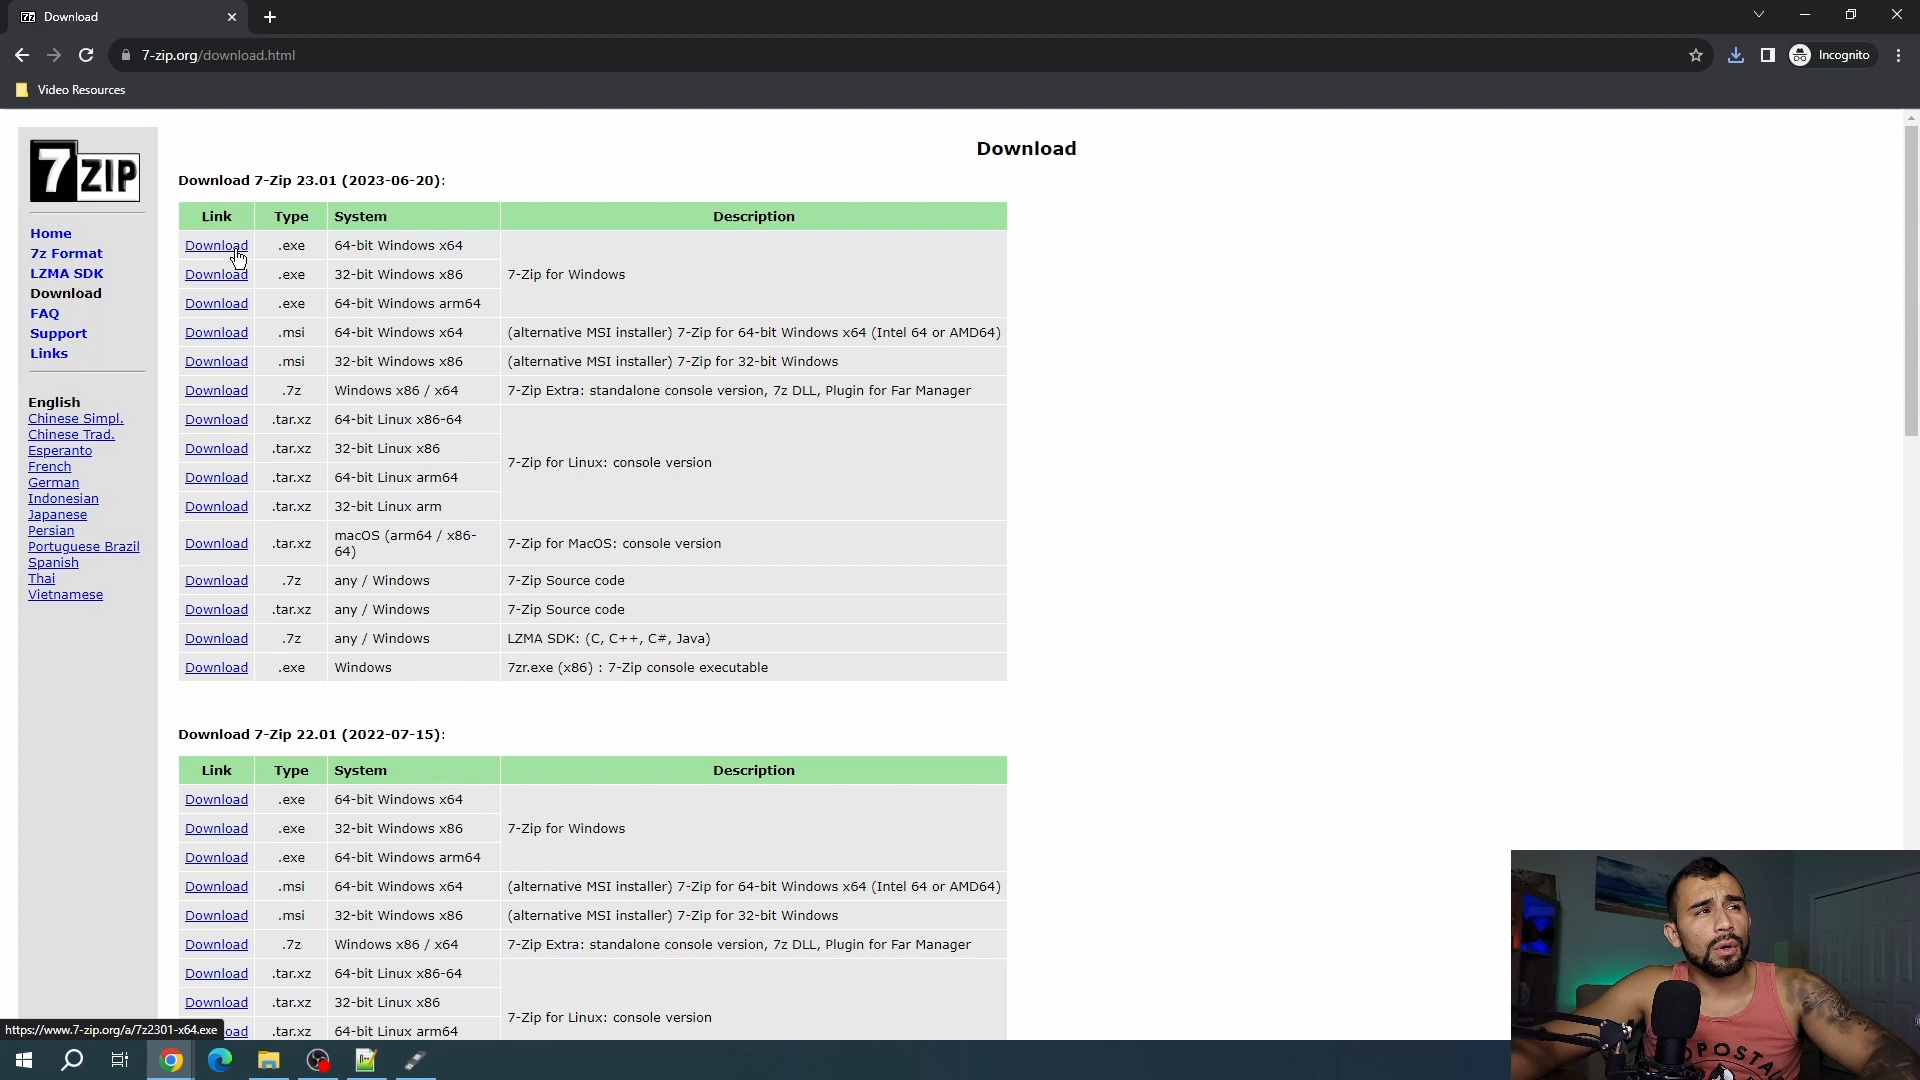 Download
7-zip.org/download.html
Incognito
Video Resources
7 ZIP
Home
7z Format
LZMA SDK
Download
FAQ
Support
Links
English
Chinese Simpl.
Chinese Trad.
Esperanto
French
German
Indonesian
Japanese
Persian
Portuguese Brazil
Spanish
Thai
Vietnamese
Download
Download 7-Zip 23.01 (2023-06-20):
Link Type System Description
Download .exe 64-bit Windows x64
Download .exe 32-bit Windows x86 7-Zip for Windows
Download .exe 64-bit Windows arm64
Download .msi 64-bit Windows x64 (alternative MSI installer) 7-Zip for 64-bit Windows x64 (Intel 64 or AMD64)
Download .msi 32-bit Windows x86 (alternative MSI installer) 7-Zip for 32-bit Windows
Download .7z Windows x86 / x64 7-Zip Extra: standalone console version, 7z DLL, Plugin for Far Manager
Download .tar.xz 64-bit Linux x86-64
Download .tar.xz 32-bit Linux x86
7-Zip for Linux: console version
Download .tar.xz 64-bit Linux arm64
Download .tar.xz 32-bit Linux arm
Download .tar.xz macOS (arm64 / x86-
64) 7-Zip for MacOS: console version
Download .7z any / Windows 7-Zip Source code
Download .tar.xz any / Windows 7-Zip Source code
Download .7z any / Windows LZMA SDK: (C, C++, C#, Java)
Download .exe Windows 7zr.exe (x86) : 7-Zip console executable
Download 7-Zip 22.01 (2022-07-15):
Link Type System Description
Download .exe 64-bit Windows x64
Download .exe 32-bit Windows x86 7-Zip for Windows
Download .exe 64-bit Windows arm64
Download .msi 64-bit Windows x64 (alternative MSI installer) 7-Zip for 64-bit Windows x64 (Intel 64 or AMD64)
Download .msi 32-bit Windows x86 (alternative MSI installer) 7-Zip for 32-bit Windows
Download .7z Windows x86 / x64 7-Zip Extra: standalone console version, 7z DLL, Plugin for Far Manager
Download .tar.xz 64-bit Linux x86-64
Download .tar.xz 32-bit Linux x86
7-Zip for Linux: console version
oad .tar.xz 64-bit Linux arm64
https://www.7-zip.org/a/7z2301-x64.exe
OPOSTA